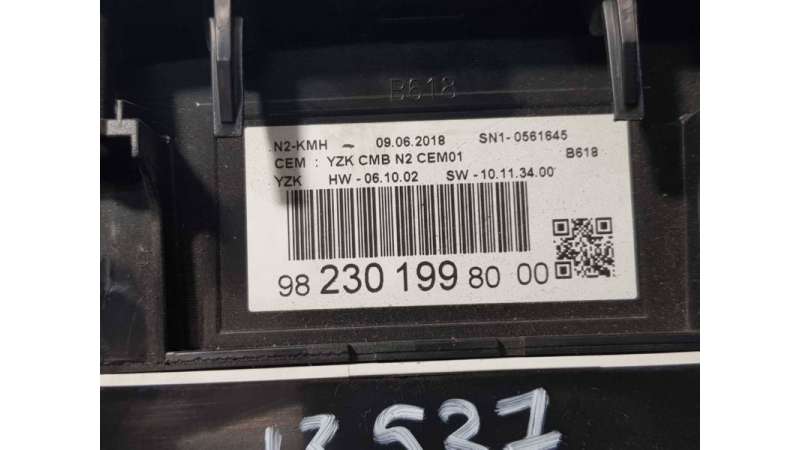 B618
N2-KMH - 09.06.2018 SN1- 0561645
CEM : YZK CMB N2 CEM01 B618
YZK HW - 06.10.02 SW - 10.11.34.00
98 230 199 80 00
13527